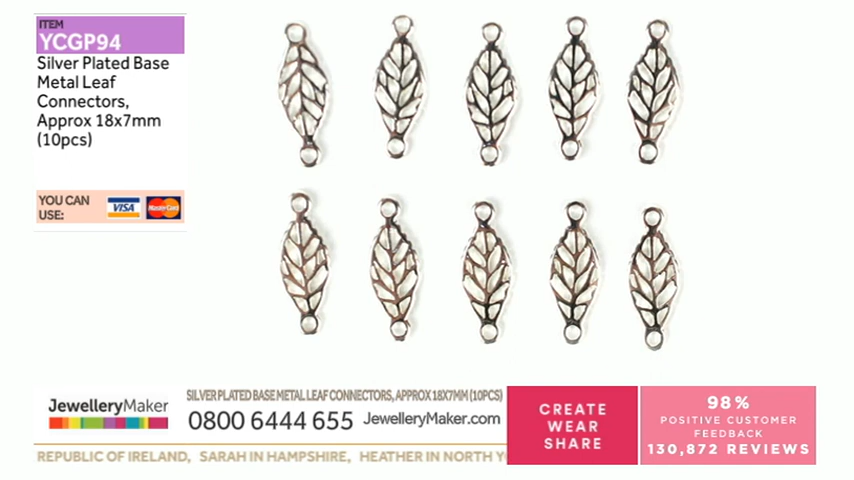 ITEM
YCGP94
Silver Plated Base
Metal Leaf
Connectors,
Approx 18x7mm
(10pcs)
YOU CAN
USE:
VISA
MasterCard
JewelleryMaker
SILVER PLATED BASE METAL LEAF CONNECTORS, APPROX 18X7MM (10PCS)
0800 6444 655 JewelleryMaker.com
CREATE
WEAR
SHARE
98%
POSITIVE CUSTOMER
FEEDBACK
130,872 REVIEWS
REPUBLIC OF IRELAND, SARAH IN HAMPSHIRE, HEATHER IN NORTH Y